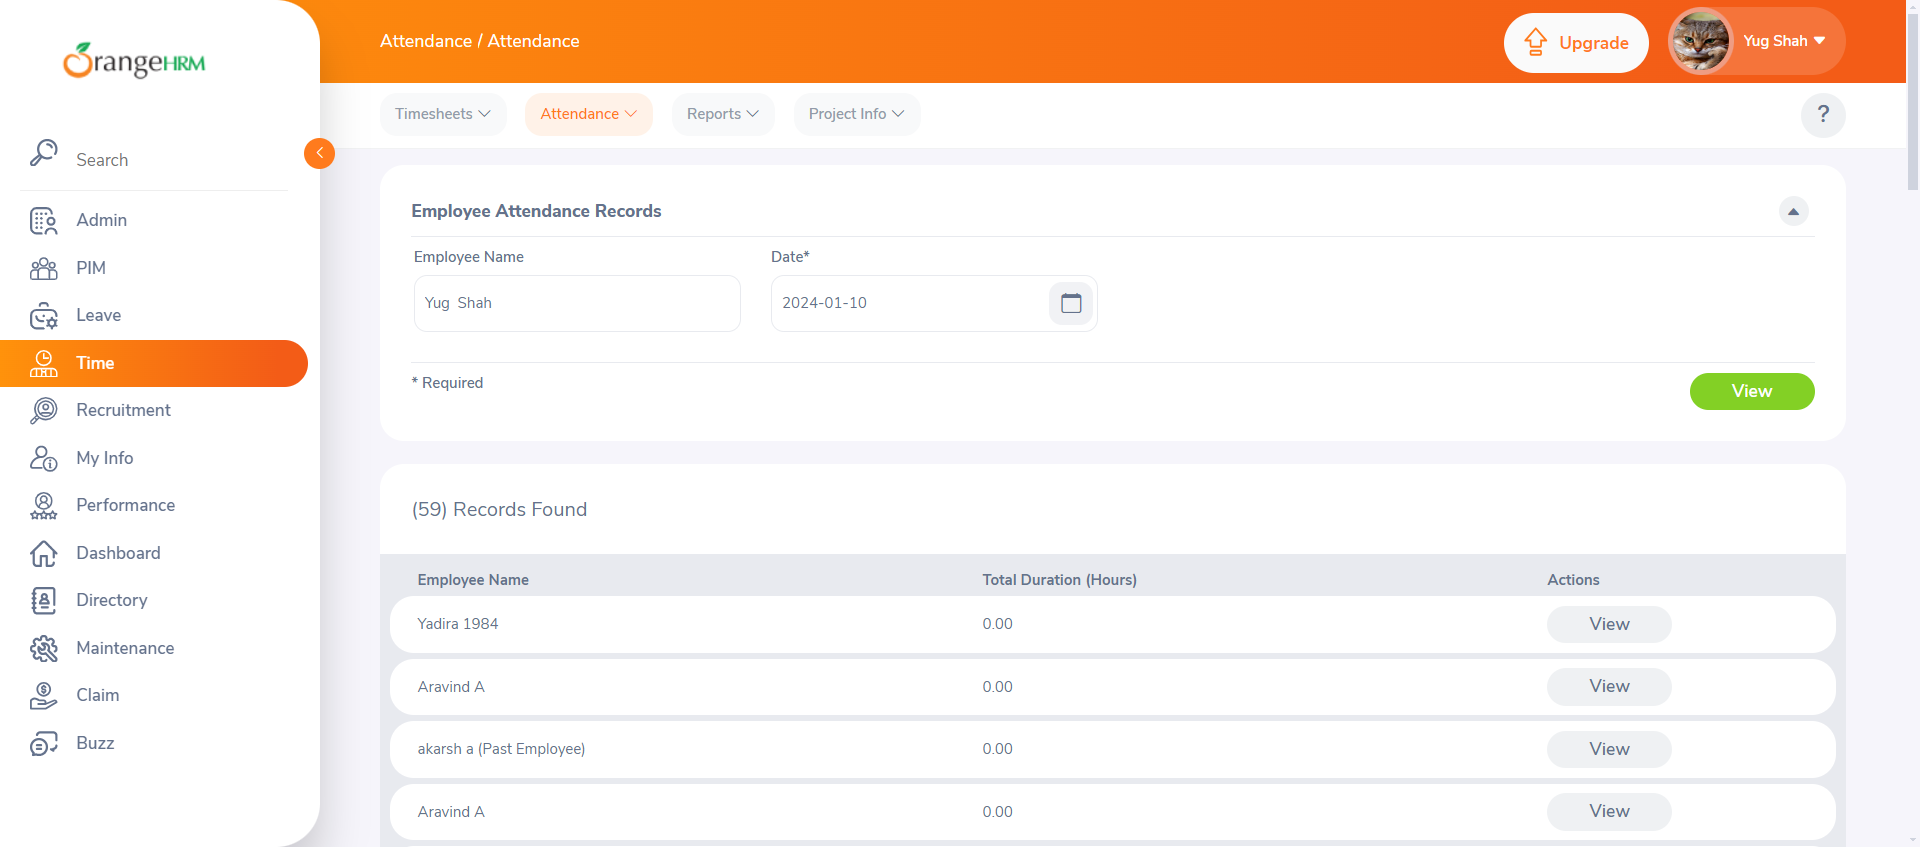 OrangeHRM
Attendance / Attendance
Upgrade
Yug Shah
Timesheets
Attendance
Reports
Project Info
?
Search
Admin
PIM
Leave
Time
Recruitment
My Info
Performance
Dashboard
Directory
Maintenance
Claim
Buzz
Employee Attendance Records
Employee Name
Date*
Yug  Shah
2024-01-10
* Required
View
(59) Records Found
Employee Name
Total Duration (Hours)
Actions
Yadira 1984
0.00
View
Aravind A
0.00
View
akarsh a (Past Employee)
0.00
View
Aravind A
0.00
View